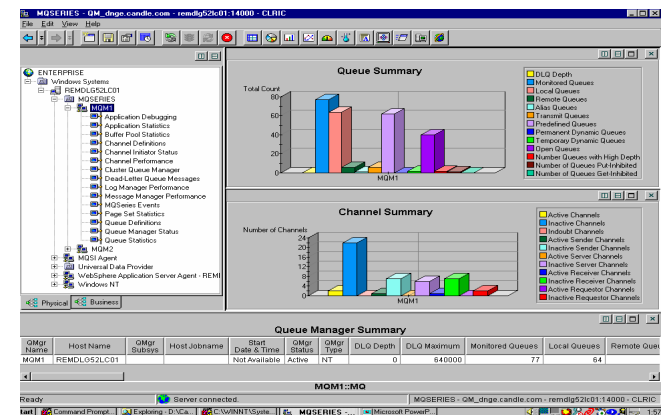 MQSERIES - QM_dnge.candle.com - remdlg52lc01:14000 - CLRIC
File Edit View Help
ENTERPRISE
Windows Systems
REMDLG52LC01
MQSERIES
MQM1
Application Debugging
Application Statistics
Buffer Pool Statistics
Channel Definitions
Channel Initiator Status
Channel Performance
Cluster Queue Manager
Dead-Letter Queue Messages
Log Manager Performance
Message Manager Performance
MQSeries Events
Page Set Statistics
Queue Definitions
Queue Manager Status
Queue Statistics
MQM2
MQSI Agent
Universal Data Provider
WebSphere Application Server Agent - REMI
Windows NT
Physical Business
Queue Summary
Total Count
80
60
40
20
MQM1
DLQ Depth
Monitored Queues
Local Queues
Remote Queues
Alias Queues
Transmit Queues
Predefined Queues
Permanent Dynamic Queues
Temporary Dynamic Queues
Open Queues
Number Queues with High Depth
Number of Queues Put-Inhibited
Number of Queues Get-Inhibited
Channel Summary
Number of Channels
24
20
16
12
8
4
0
MQM1
Active Channels
Inactive Channels
Indoubt Channels
Active Sender Channels
Inactive Sender Channels
Active Server Channels
Inactive Server Channels
Active Receiver Channels
Inactive Receiver Channels
Active Requestor Channels
Inactive Requestor Channels
Queue Manager Summary
QMgr Name Host Name QMgr Subsys Host Jobname Start Date & Time QMgr Status QMgr Type DLQ Depth DLQ Maximum Monitored Queues Local Queues Remote Que
MQM1 REMDLG52LC01 Not Available Active NT 0 640000 77 64
MQM1::MQ
Ready Server connected. MQSERIES - QM_dnge.candle.com - remdlg52lc01:14000 - CLRIC
tart Command Prompt... Exploring - D:\Ca... C:\WINNT\Syste... MQSERIES -... Microsoft PowerP...